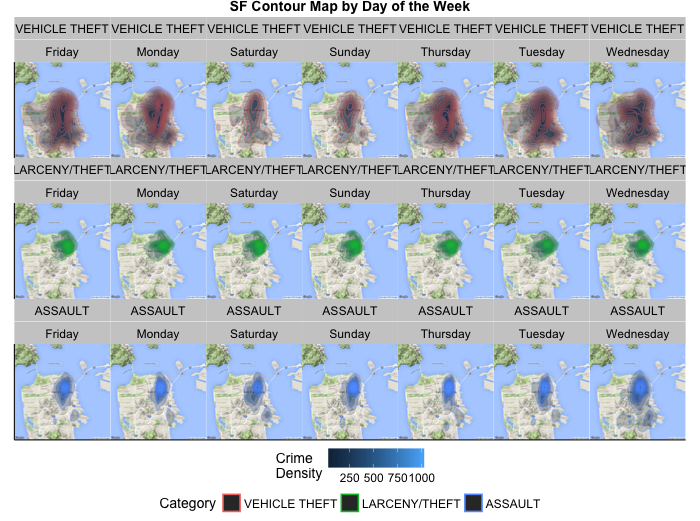 SF Contour Map by Day of the Week
VEHICLE THEFT VEHICLE THEFT VEHICLE THEFT VEHICLE THEFT VEHICLE THEFT VEHICLE THEFT VEHICLE THEFT
Friday Monday Saturday Sunday Thursday Tuesday Wednesday
LARCENY/THEFT LARCENY/THEFT LARCENY/THEFT LARCENY/THEFT LARCENY/THEFT LARCENY/THEFT LARCENY/THEFT
Friday Monday Saturday Sunday Thursday Tuesday Wednesday
ASSAULT ASSAULT ASSAULT ASSAULT ASSAULT ASSAULT ASSAULT
Friday Monday Saturday Sunday Thursday Tuesday Wednesday
Crime
Density
250 500 750 1000
Category VEHICLE THEFT LARCENY/THEFT ASSAULT